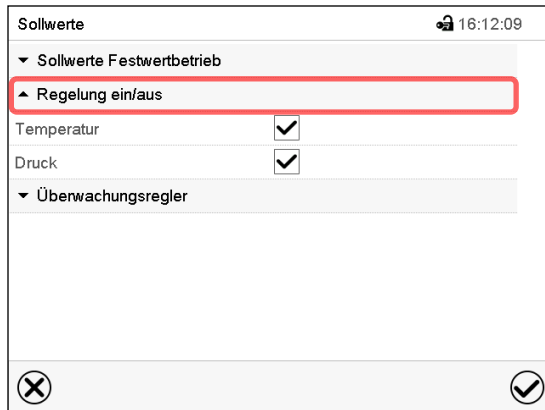 Sollwerte 16:12:09
Sollwerte Festwertbetrieb
Regelung ein/aus
Temperatur
Druck
Überwachungsregler